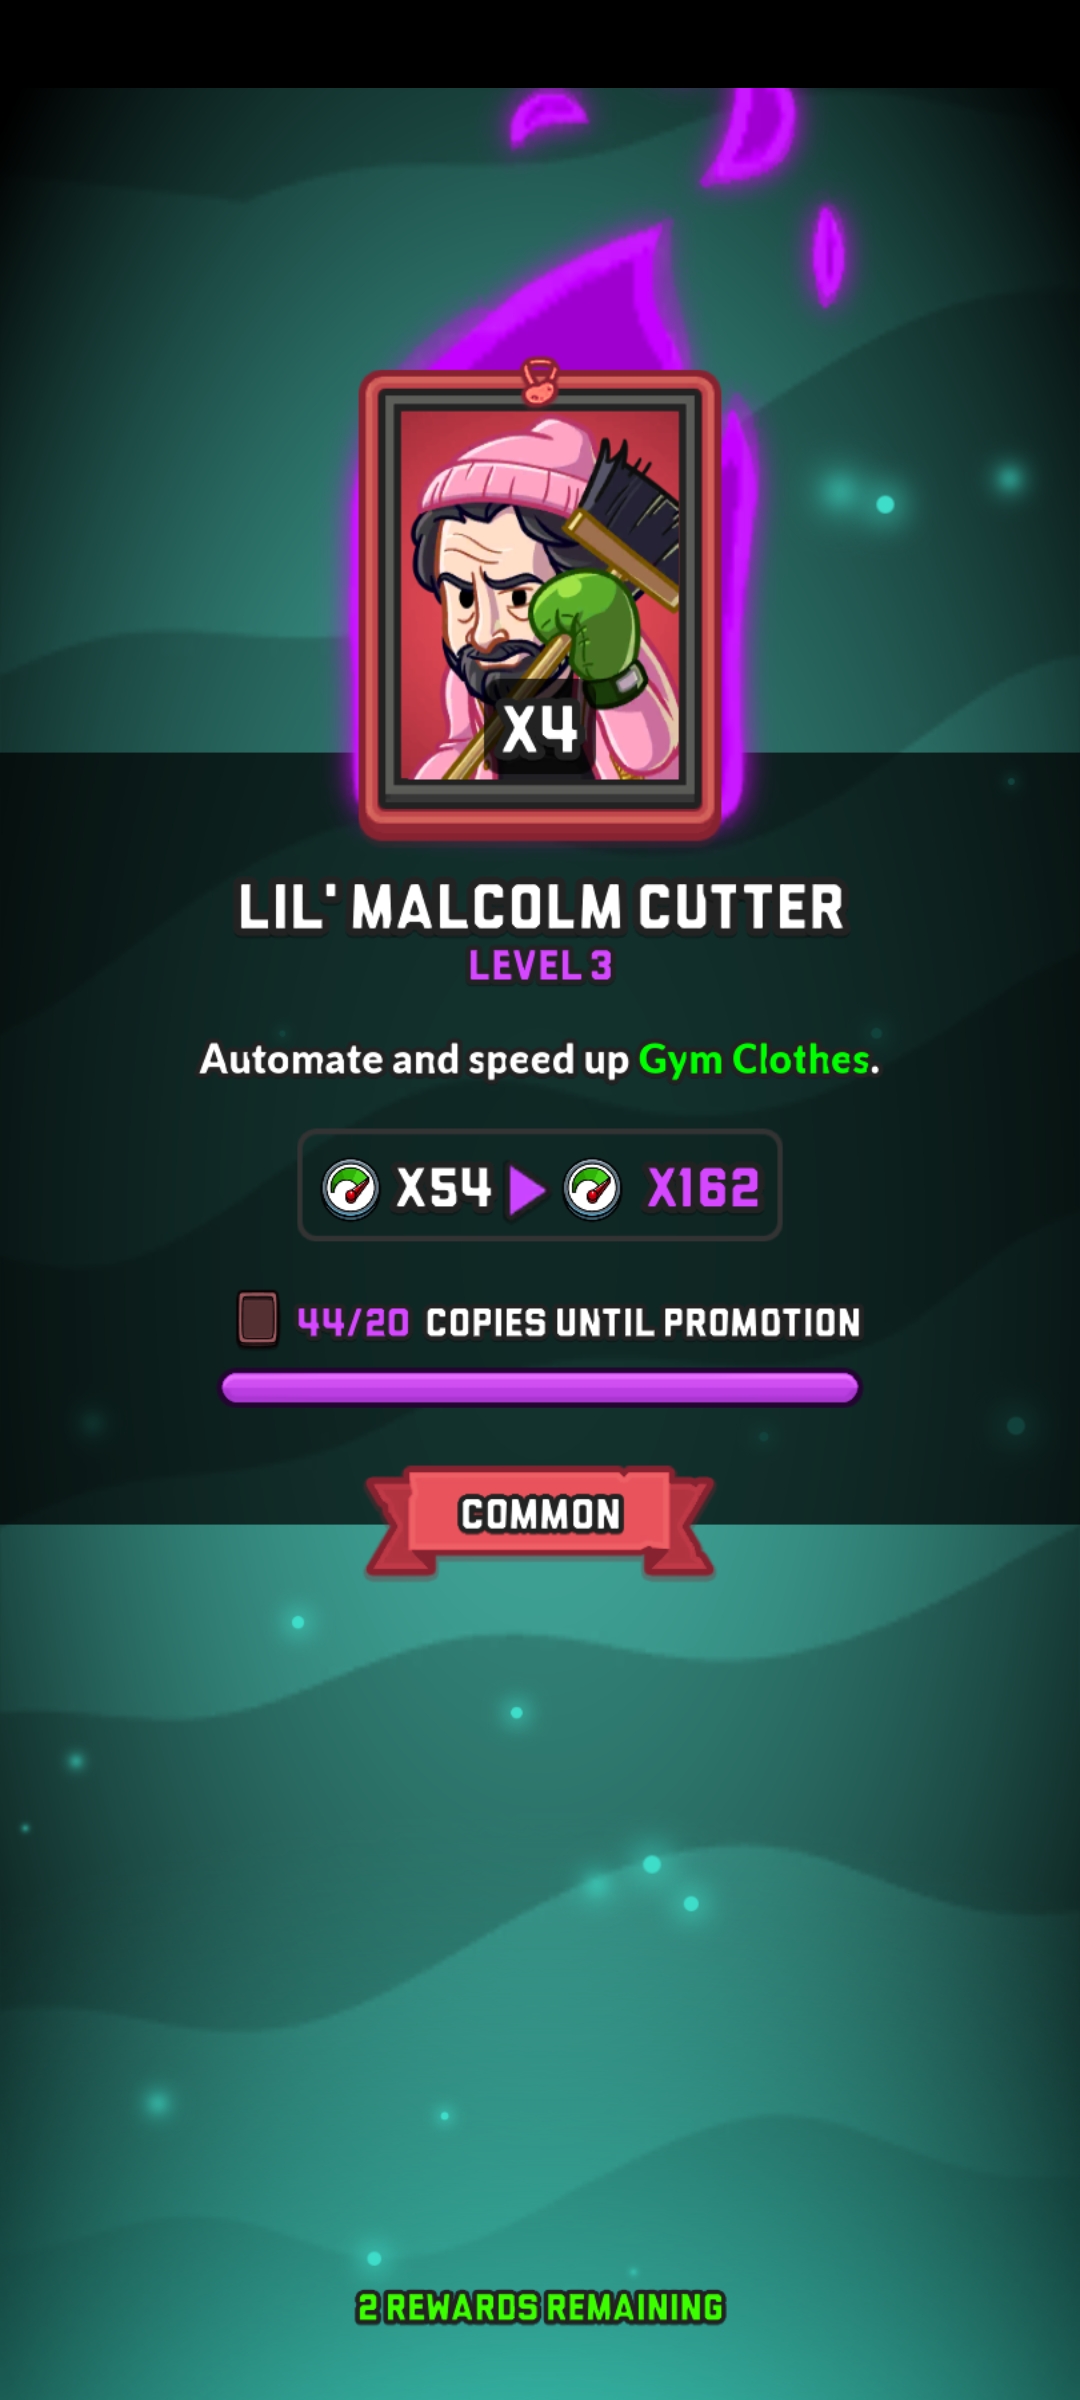 X4
LIL' MALCOLM CUTTER
LEVEL 3
Automate and speed up Gym Clothes.
X54 X162
44/20 COPIES UNTIL PROMOTION
COMMON
2 REWARDS REMAINING